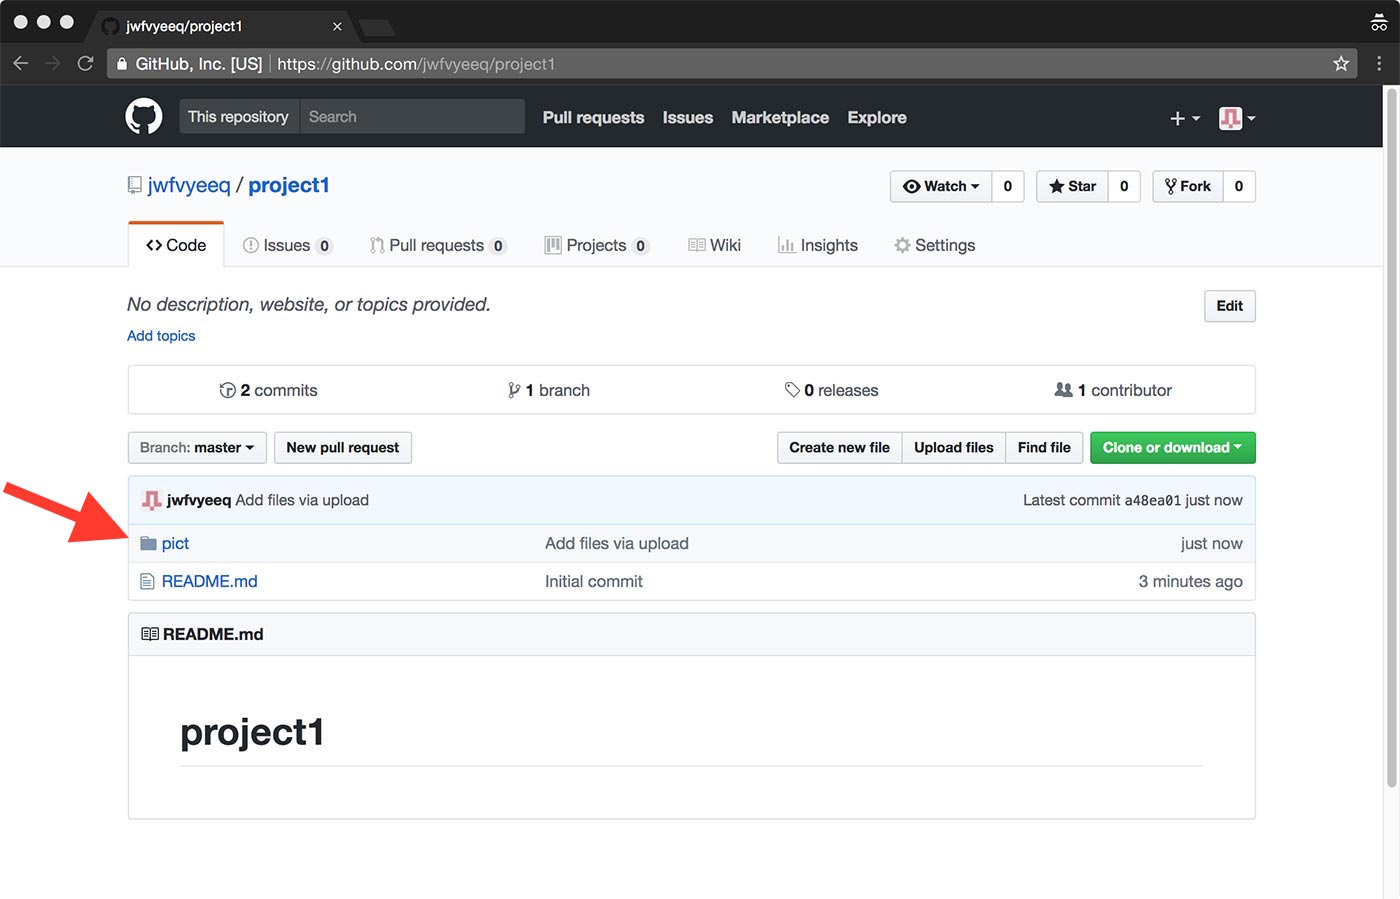 jwfvyeeq/project1
GitHub, Inc. [US] https://github.com/jwfvyeeq/project1
This repository Search Pull requests Issues Marketplace Explore
jwfvyeeq / project1 Watch 0 Star 0 Fork 0
Code Issues 0 Pull requests 0 Projects 0 Wiki Insights Settings
No description, website, or topics provided. Edit
Add topics
2 commits 1 branch 0 releases 1 contributor
Branch: master New pull request Create new file Upload files Find file Clone or download
jwfvyeeq Add files via upload Latest commit a48ea01 just now
pict Add files via upload just now
README.md Initial commit 3 minutes ago
README.md
project1